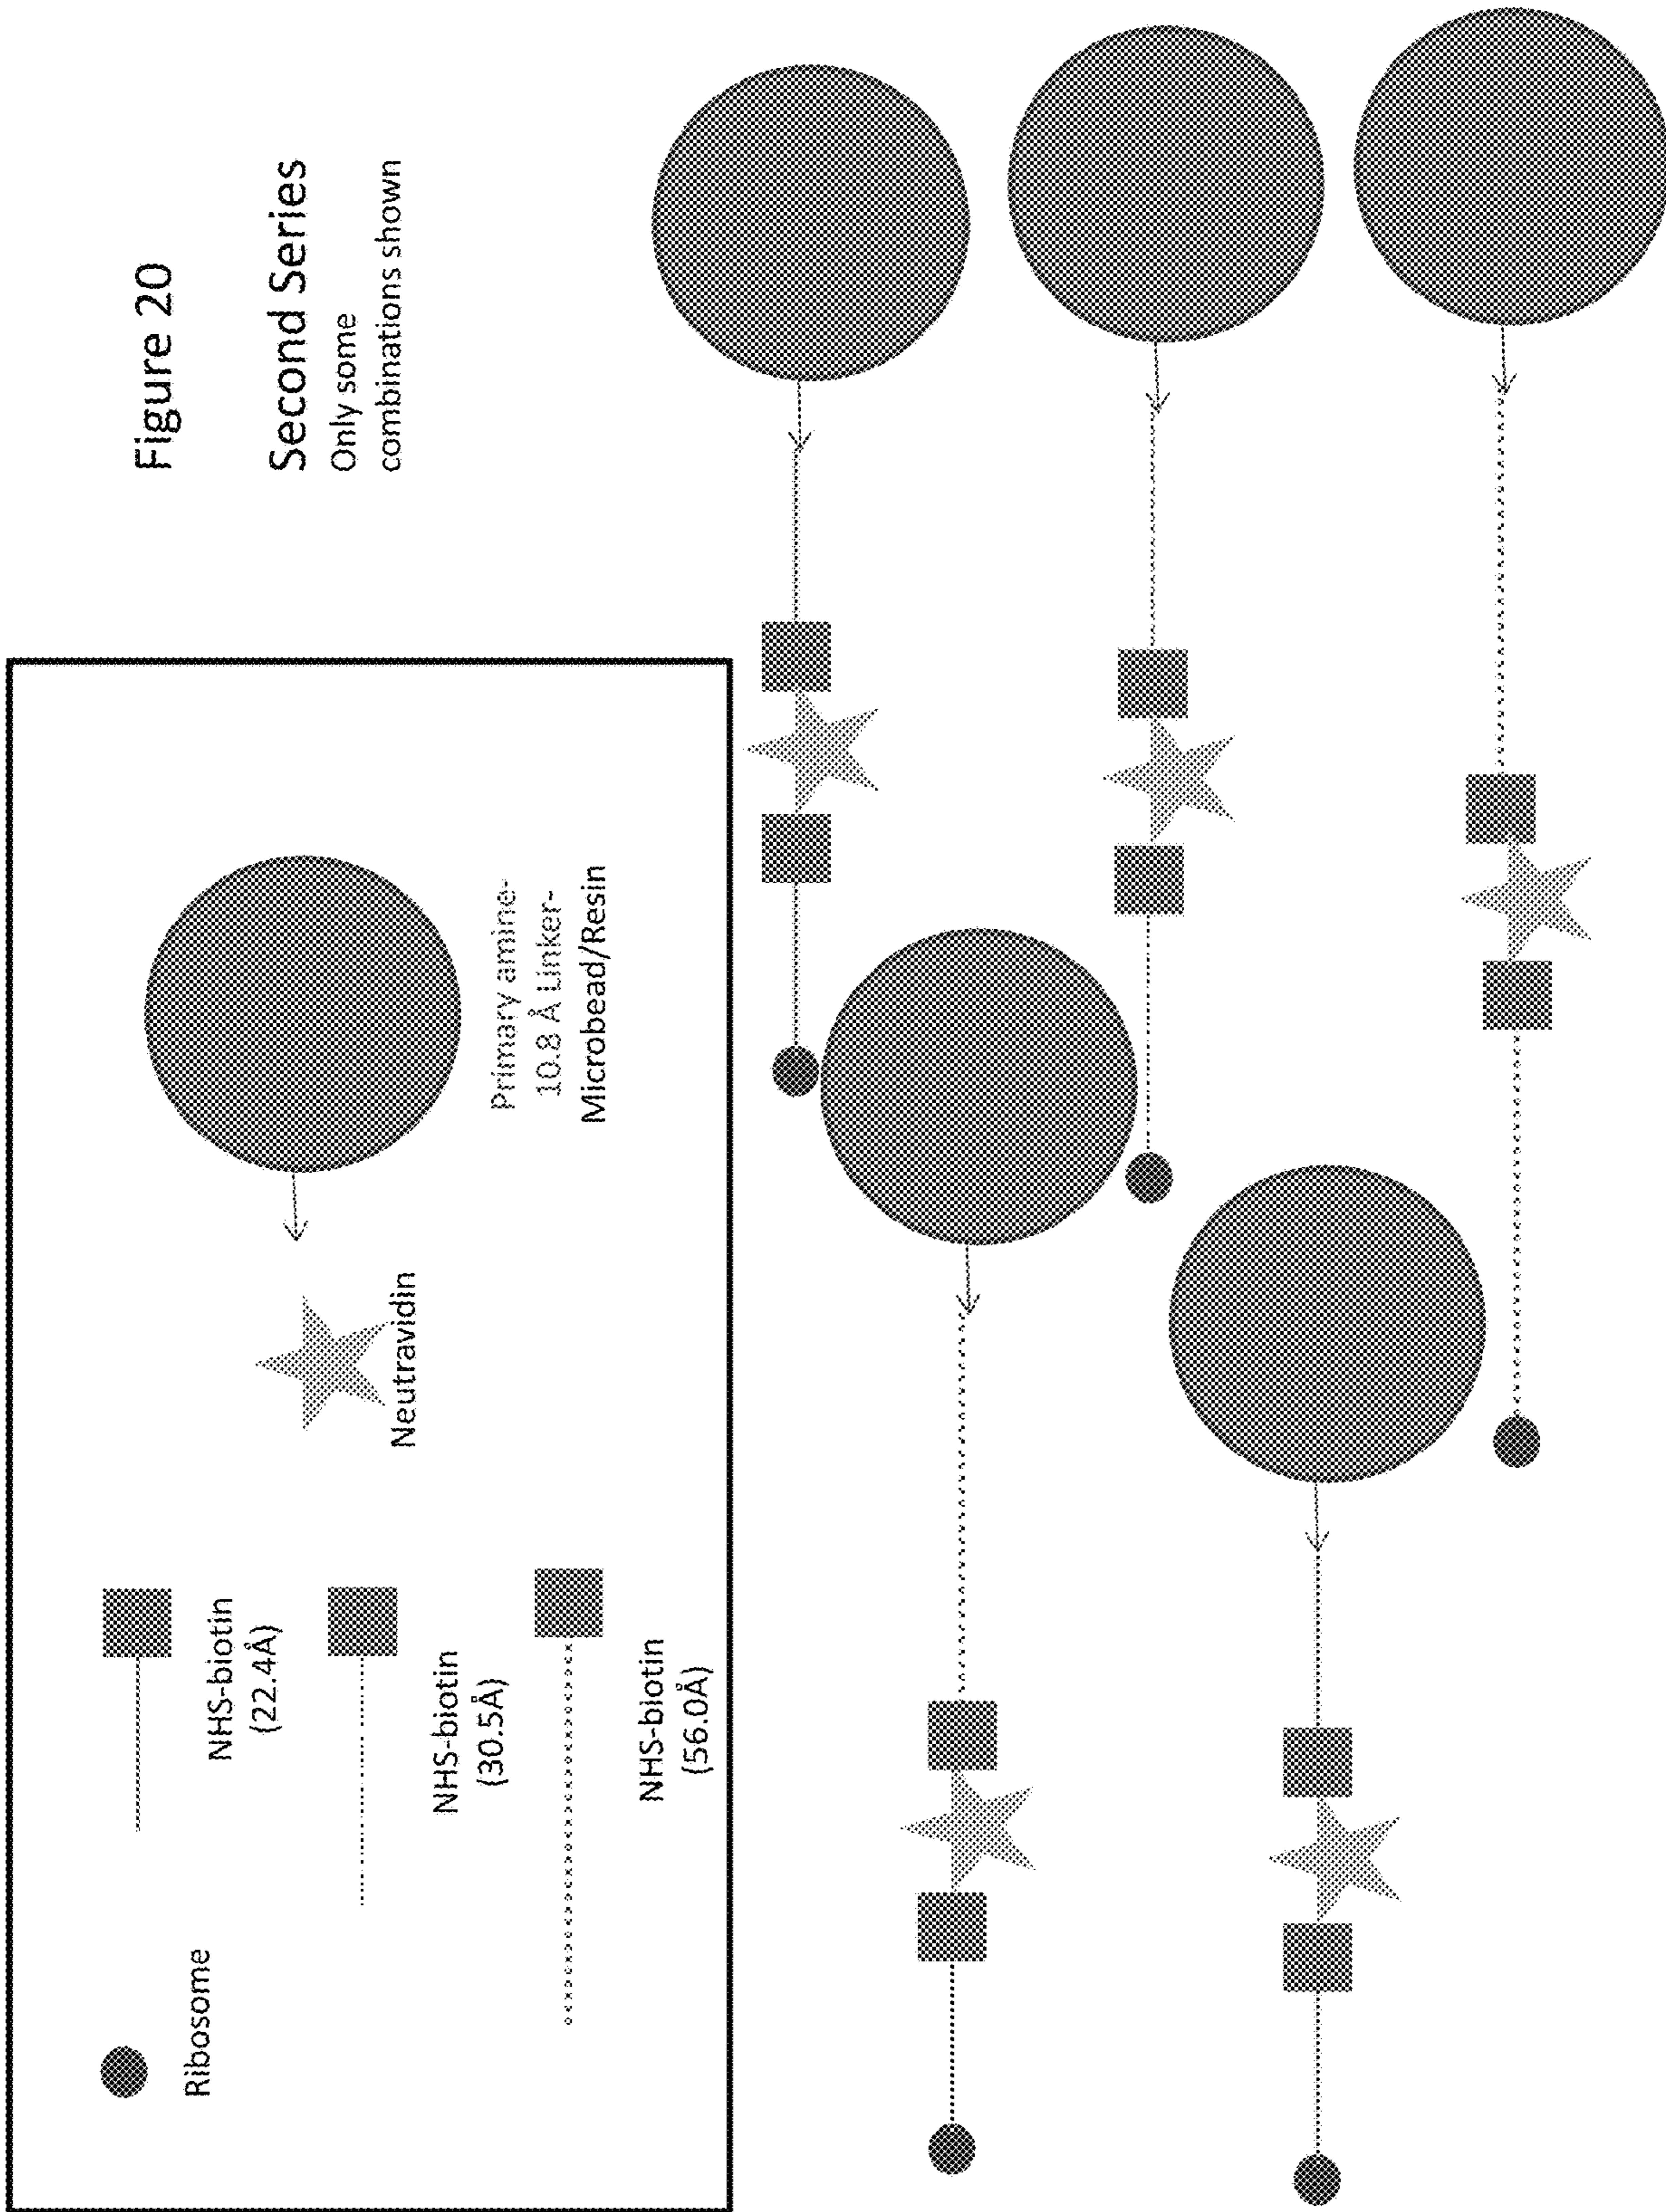 Figure 20
Second Series
Only some
combinations shown
Ribosome
NHS-biotin
(22.4Å)
NHS-biotin
(30.5Å)
NHS-biotin
(56.0Å)
Neutravidin
Primary amine-
10.8 Å Linker-
Microbead/Resin